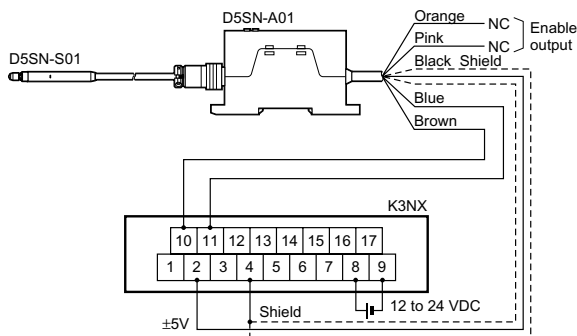 D5SN-A01
D5SN-S01
Orange
NC
Enable
output
Pink
NC
Black Shield
Blue
Brown
K3NX
10 11 12 13 14 15 16 17
1 2 3 4 5 6 7 8 9
±5V
Shield
12 to 24 VDC